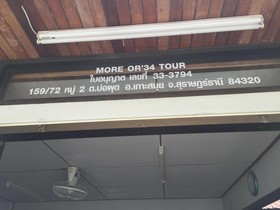 MORE OR'34 TOUR
ใบอนุญาต เลขที่ 33-3794
159/72 หมู่ 2 ต.บ่อผุด อ.เกาะสมุย จ.สุราษฎร์ธานี 84320